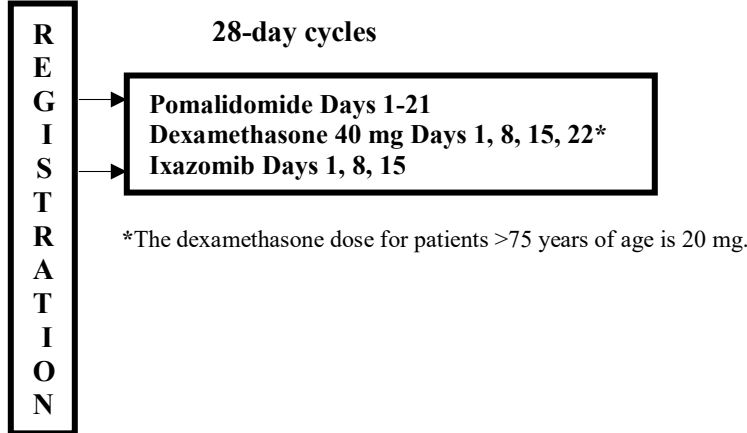 R
E
G
I
S
T
R
A
T
I
O
N
28-day cycles
Pomalidomide Days 1-21
Dexamethasone 40 mg Days 1, 8, 15, 22*
Ixazomib Days 1, 8, 15
*The dexamethasone dose for patients >75 years of age is 20 mg.